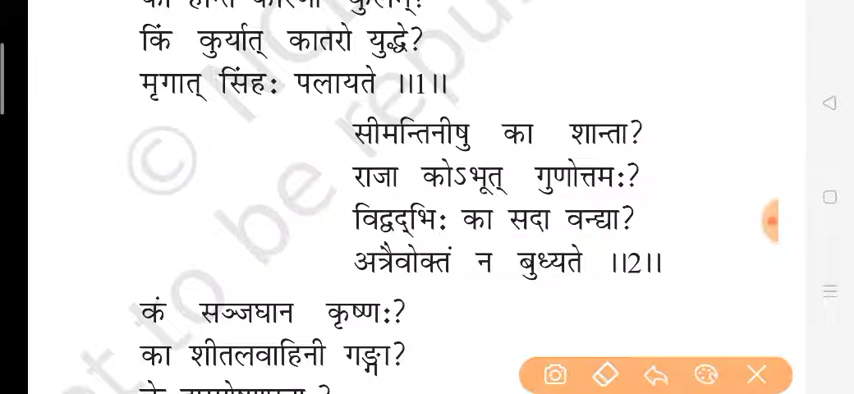 किं कुर्यात् कातरो युद्धे?
मृगात् सिंह: पलायते ॥1॥
सीमन्तिनीषु का शान्ता?
राजा कोऽभूत् गुणोत्तम:?
विद्वद्भि: का सदा वन्द्या?
अत्रैवोक्तं न बुध्यते ॥2॥
कं सञ्जघान कृष्ण:?
का शीतलवाहिनी गङ्गा?